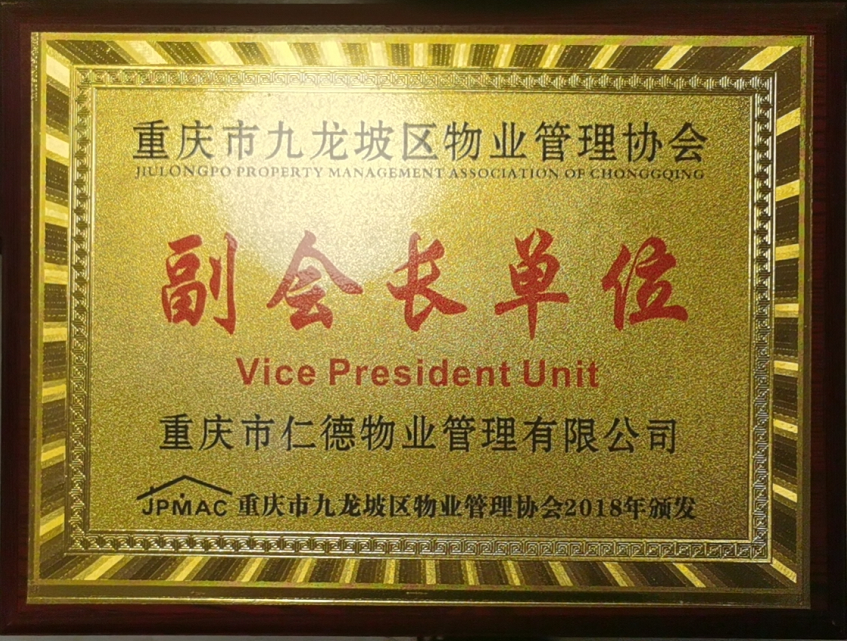 重庆市九龙坡区物业管理协会
JIULONGPO PROPERTY MANAGEMENT ASSOCIATION OF CHONGGQING
副会长单位
Vice President Unit
重庆市仁德物业管理有限公司
JPMAC 重庆市九龙坡区物业管理协会2018年颁发